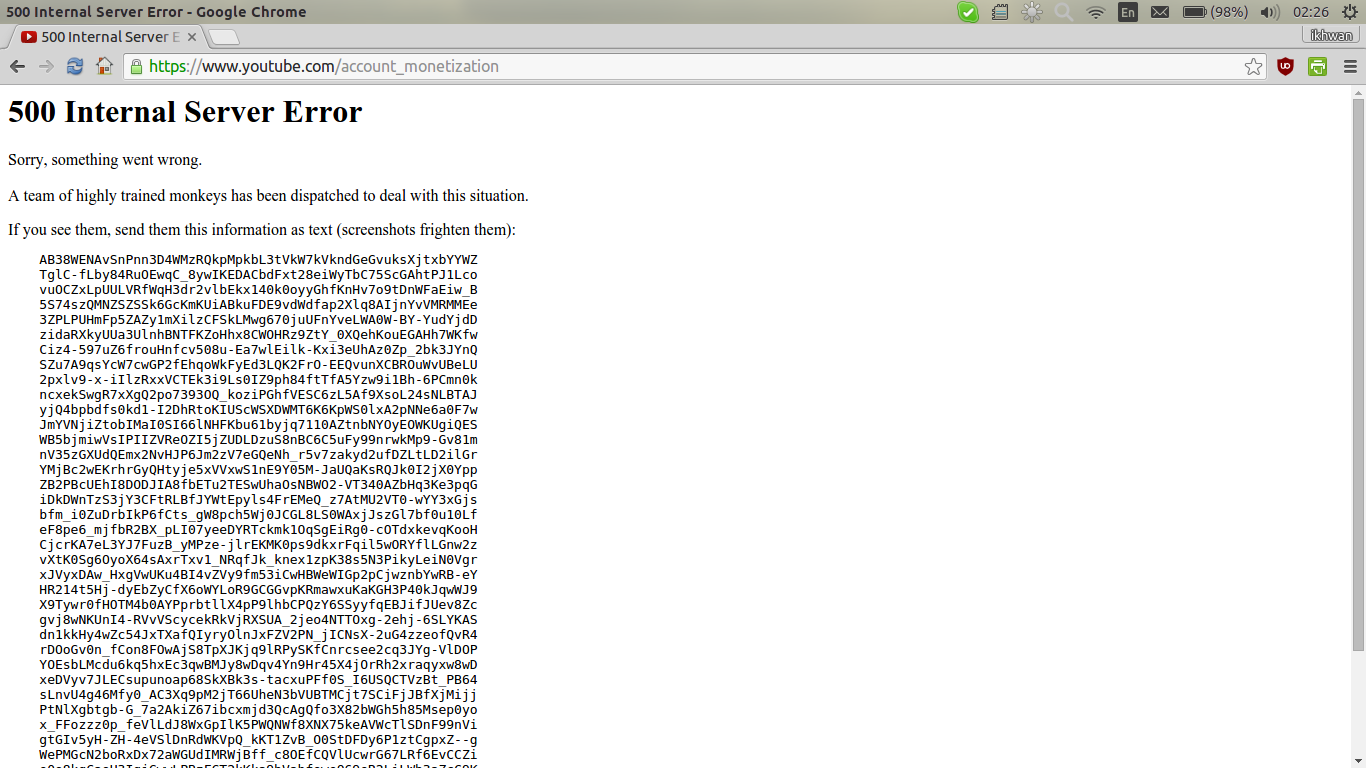 500 Internal Server Error - Google Chrome
En
(98%)
02:26
500 Internal Server E
ikhwan
https://www.youtube.com/account_monetization
500 Internal Server Error
Sorry, something went wrong.
A team of highly trained monkeys has been dispatched to deal with this situation.
If you see them, send them this information as text (screenshots frighten them):
AB38WENAvSnPnn3D4WMzRQkpMpkbL3tVkW7kVkndGeGvuksXjtxbYYWZ
TglC-fLby84RuOEwqC_8ywIKEDACbdFxt28eiWyTbC75ScGAhtPJ1Lco
vuOCZxLpUULVRfWqH3dr2vlbEkx140k0oyyGhfKnHv7o9tDnWFaEiw_B
5S74szQMNZSZSSk6GcKmKUiABkuFDE9vdWdfap2Xlq8AIjnYvVMRMMEe
3ZPLPUHmFp5ZAZy1mXilzCFSkLMwg670juUFnYveLWA0W-BY-YudYjdD
zidaRXkyUUa3UlnhBNTFKZoHhx8CWOHRz9ZtY_0XQehKouEGAHh7WKfw
Ciz4-597uZ6frouHnfcv508u-Ea7wlEilk-Kxi3eUhAz0Zp_2bk3JYnQ
SZu7A9qsYcW7cwGP2fEhqoWkFyEd3LQK2FrO-EEQvunXCBROuWvUBeLU
2pxlv9-x-iIlzRxxVCTEk3i9Ls0IZ9ph84ftTfA5Yzw9i1Bh-6PCmn0k
ncxekSwgR7xXgQ2po7393OQ_koziPGhfVESC6zL5Af9XsoL24sNLBTAJ
yjQ4bpbdfs0kd1-I2DhRtoKIUScWSXDWMT6K6KpWS0lxA2pNNe6a0F7w
JmYVNjiZtobIMaI0SI66lNHFKbu61byjq7110AZtnbNYOyEOWKUgiQES
WB5bjmiwVsIPIIZVReOZI5jZUDLDzuS8nBC6C5uFy99nrwkMp9-Gv81m
nV35zGXUdQEmx2NvHJP6Jm2zV7eGQeNh_r5v7zakyd2ufDZLtLD2ilGr
YMjBc2wEKrhrGyQHtyje5xVVxwS1nE9Y05M-JaUQaKsRQJk0I2jX0Ypp
ZB2PBcUEhI8DODJIA8fbETu2TESwUhaOsNBWO2-VT340AZbHq3Ke3pqG
iDkDWnTzS3jY3CFtRLBfJYWtEpyls4FrEMeQ_z7AtMU2VT0-wYY3xGjs
bfm_i0ZuDrbIkP6fCts_gW8pch5Wj0JCGL8LS0WAxjJszGl7bf0u10Lf
eF8pe6_mjfbR2BX_pLI07yeeDYRTckmk1OqSgEiRg0-cOTdxkevqKooH
CjcrKA7eL3YJ7FuzB_yMPze-jlrEKMK0ps9dkxrFqil5wORYflLGnw2z
vXtK0Sg6OyoX64sAxrTxv1_NRqfJk_knex1zpK38s5N3PikyLeiN0Vgr
xJVyxDAw_HxgVwUKu4BI4vZVy9fm53iCwHBWeWIGp2pCjwznbYwRB-eY
HR214t5Hj-dyEbZyCfX6oWYLoR9GCGGvpKRmawxuKaKGH3P40kJqwWJ9
X9Tywr0fHOTM4b0AYPprbtllX4pP9lhbCPQzY6SSyyfqEBJifJUev8Zc
gvj8wNKUnI4-RVvVScycekRkVjRXSUA_2jeo4NTTOxg-2ehj-6SLYKAS
dn1kkHy4wZc54JxTXafQIyryOlnJxFZV2PN_jICNsX-2uG4zzeofQvR4
rDOoGv0n_fCon8FOwAjS8TpXJKjq9lRPySKfCnrcsee2cq3JYg-VlDOP
YOEsbLMcdu6kq5hxEc3qwBMJy8wDqv4Yn9Hr45X4jOrRh2xraqyxw8wD
xeDVyv7JLECsupunoap68SkXBk3s-tacxuPFf0S_I6USQCTVzBt_PB64
sLnvU4g46Mfy0_AC3Xq9pM2jT66UheN3bVUBTMCjt7SCiFjJBfXjMijj
PtNlXgbtgb-G_7a2AkiZ67ibcxmjd3QcAgQfo3X82bWGh5h85Msep0yo
x_FFozzz0p_feVlLdJ8WxGpIlK5PWQNWf8XNX75keAVWcTlSDnF99nVi
gtGIv5yH-ZH-4eVSlDnRdWKVpQ_kKT1ZvB_O0StDFDy6P1ztCgpxZ--g
WePMGcN2boRxDx72aWGUdIMRWjBff_c8OEfCQVlUcwrG67LRf6EvCCZi